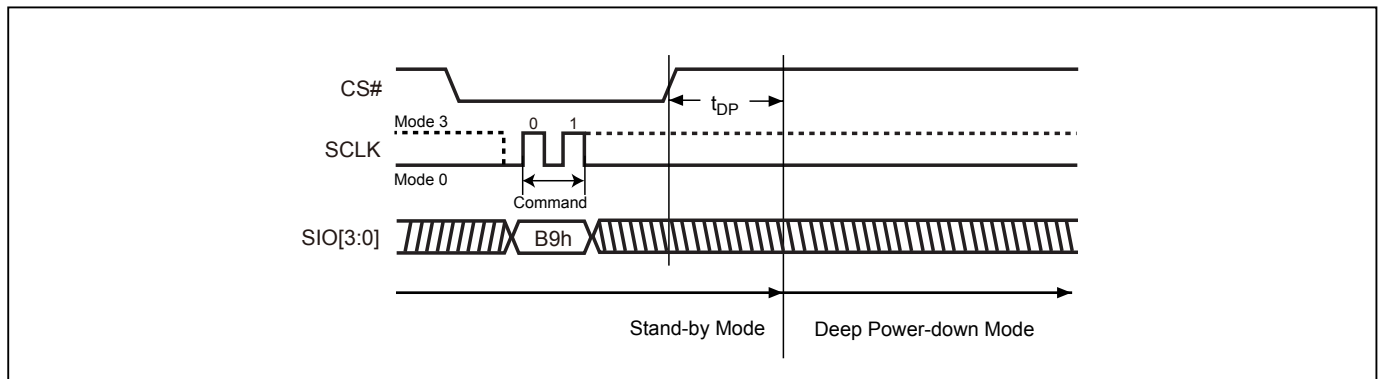 CS#
tDP
Mode 3
0 1
SCLK
Mode 0
Command
SIO[3:0]
B9h
Stand-by Mode
Deep Power-down Mode